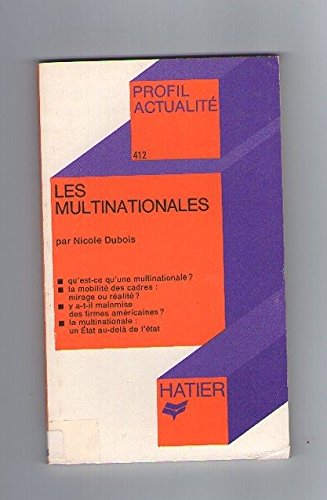 PROFIL
ACTUALITÉ
412
LES
MULTINATIONALES
par Nicole Dubois
■ qu'est-ce qu'une multinationale ?
■ la mobilité des cadres :
mirage ou réalité ?
■ y a-t-il mainmise
des firmes américaines ?
■ la multinationale :
un État au-delà de l'état
HATIER